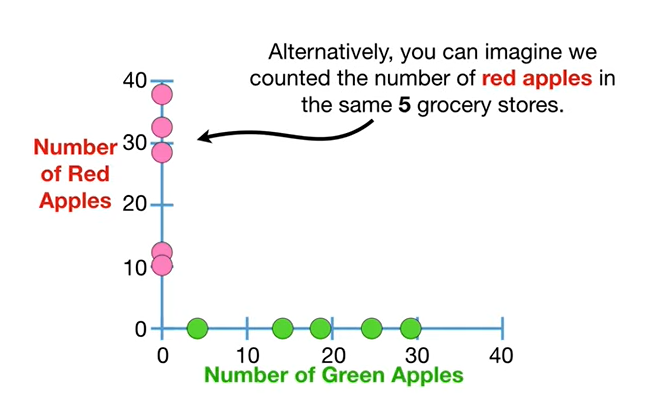 Alternatively, you can imagine we
counted the number of red apples in
the same 5 grocery stores.
Number
of Red
Apples
40
30
20
10
0
0 10 20 30 40
Number of Green Apples